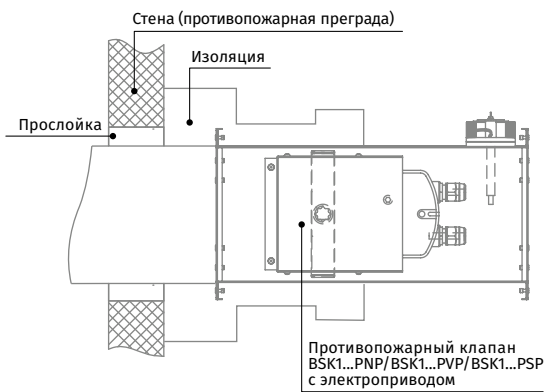 Стена (противопожарная преграда)
Изоляция
Прослойка
Противопожарный клапан
BSK1...PNP/BSK1...PVP/BSK1...PSP
с электроприводом